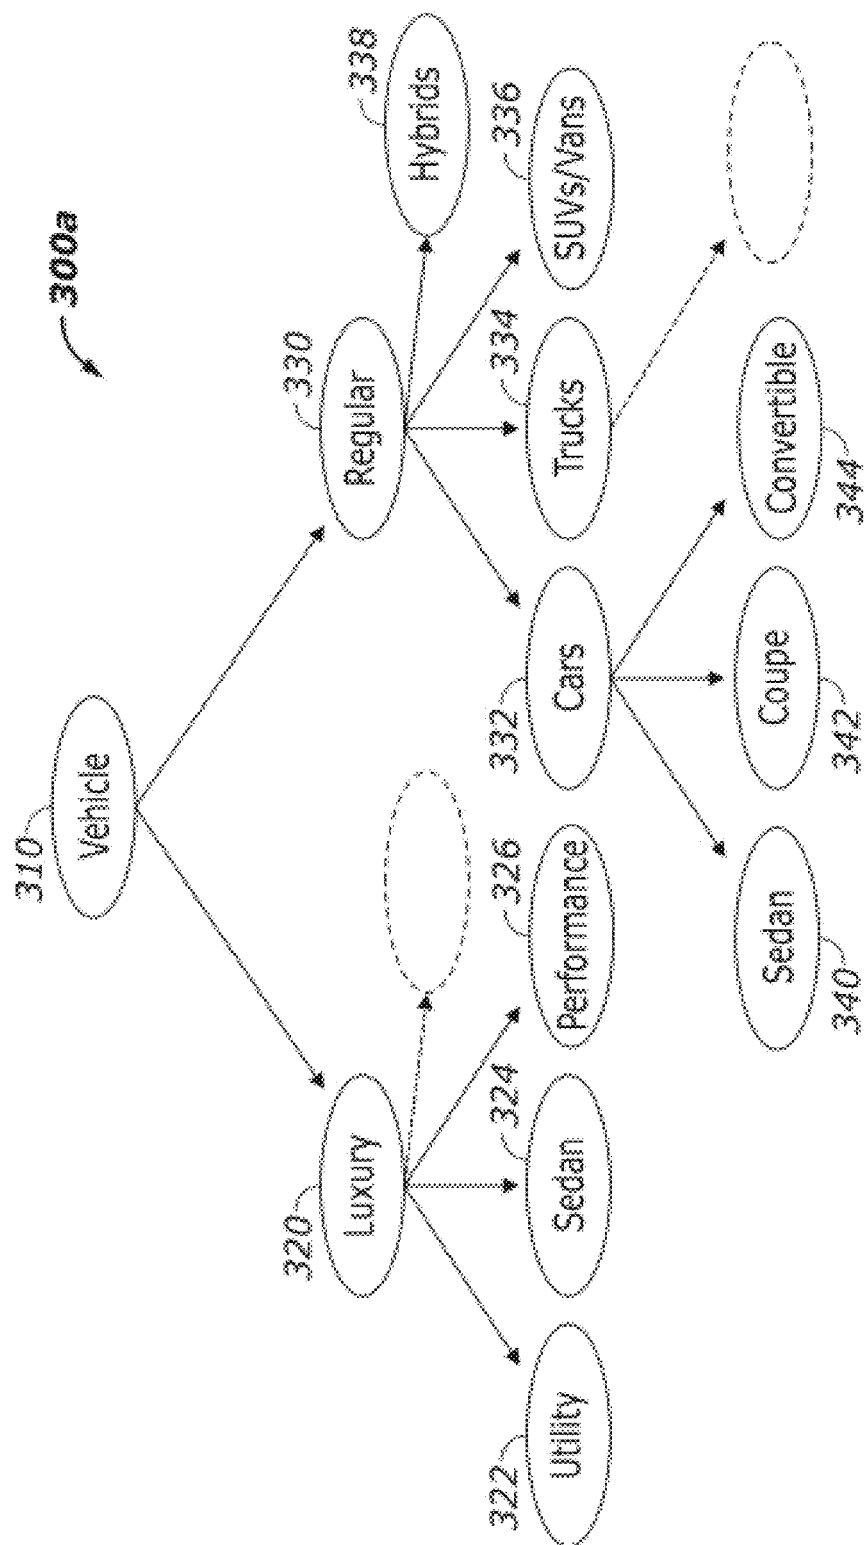 300a
310
Vehicle
320
Luxury
330
Regular
338
Hybrids
322
Utility
324
Sedan
326
Performance
332
Cars
334
Trucks
336
SUVs/Vans
Sedan
340
Coupe
342
Convertible
344